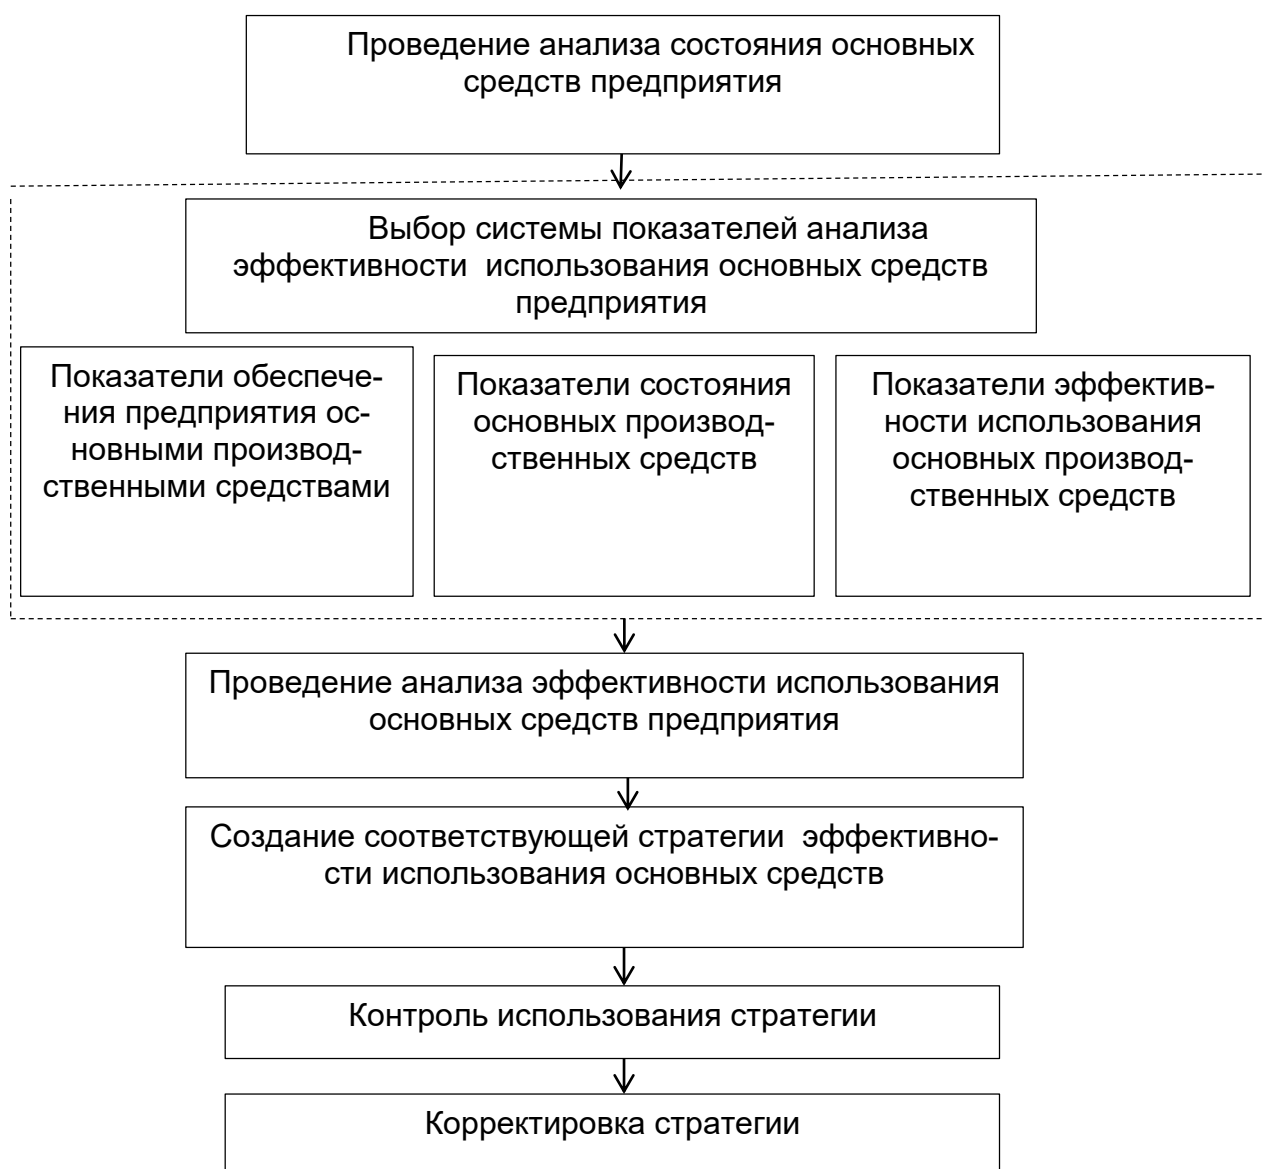 Проведение анализа состояния основных
средств предприятия
Выбор системы показателей анализа
эффективности  использования основных средств
предприятия
Показатели обеспече-
ния предприятия ос-
новными производ-
ственными средствами
Показатели состояния
основных производ-
ственных средств
Показатели эффектив-
ности использования
основных производ-
ственных средств
Проведение анализа эффективности использования
основных средств предприятия
Создание соответствующей стратегии  эффективно-
сти использования основных средств
Контроль использования стратегии
Корректировка стратегии